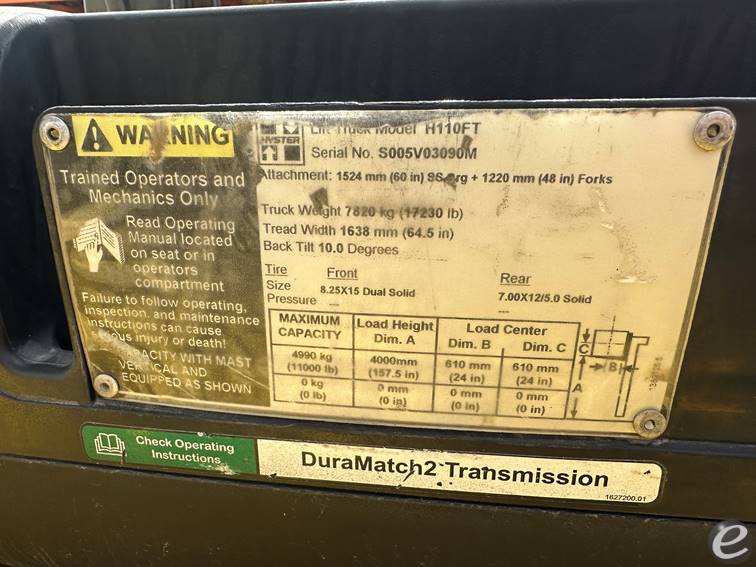 WARNING
Trained Operators and
Mechanics Only
Read Operating
Manual located
on seat or in
operators
compartment
Failure to follow operating,
inspection, and maintenance
instructions can cause
serious injury or death!
CAPACITY WITH MAST
VERTICAL AND
EQUIPPED AS SHOWN
HYSTER
Lift Truck Model H110FT
Serial No. S005V03090M
Attachment: 1524 mm (60 in) SS Crg + 1220 mm (48 in) Forks
Truck Weight 7820 kg (17230 lb)
Tread Width 1638 mm (64.5 in)
Back Tilt 10.0 Degrees
Tire Front Rear
Size 8.25X15 Dual Solid 7.00X12/5.0 Solid
Pressure -- --
MAXIMUM CAPACITY Load Height Dim. A Load Center Dim. B Dim. C
4990 kg 4000mm 610 mm 610 mm
(11000 lb) (157.5 in) (24 in) (24 in)
0 kg 0 mm 0 mm 0 mm
(0 lb) (0 in) (0 in) (0 in)
C
B
A
Check Operating
Instructions
DuraMatch2 Transmission
1627200.01
e